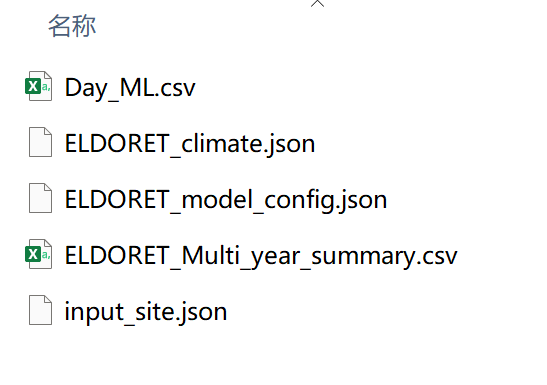 名称
Day_ML.csv
ELDORET_climate.json
ELDORET_model_config.json
ELDORET_Multi_year_summary.csv
input_site.json